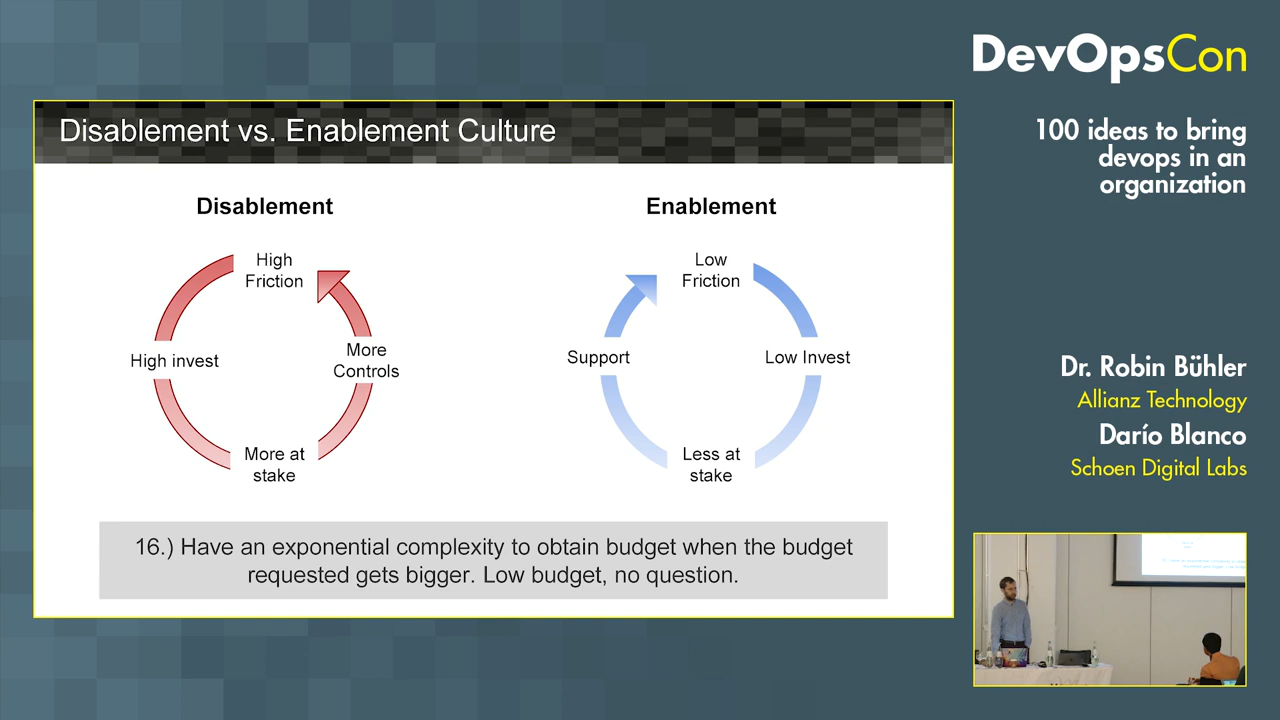 DevOpsCon
100 ideas to bring
devops in an
organization
Disablement vs. Enablement Culture
Disablement
High
Friction
High invest
More
Controls
More at
stake
Enablement
Low
Friction
Support
Low Invest
Less at
stake
16.) Have an exponential complexity to obtain budget when the budget
requested gets bigger. Low budget, no question.
Dr. Robin Bühler
Allianz Technology
Darío Blanco
Schoen Digital Labs